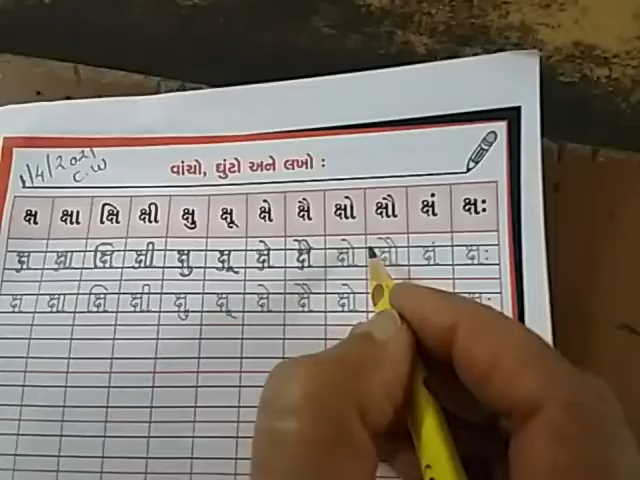 1/4/2021
C.W
વાંચો, ઘુંટો અને લખો :
ક્ષ ક્ષા ક્ષિ ક્ષી ક્ષુ ક્ષૂ ક્ષે ક્ષૈ ક્ષો ક્ષૌ ક્ષં ક્ષઃ
ક્ષ ક્ષા ક્ષિ ક્ષી ક્ષુ ક્ષૂ ક્ષે ક્ષૈ ક્ષો ક્ષૌ ક્ષં ક્ષઃ
ક્ષ ક્ષા ક્ષિ ક્ષી ક્ષુ ક્ષૂ ક્ષે ક્ષૈ ક્ષો